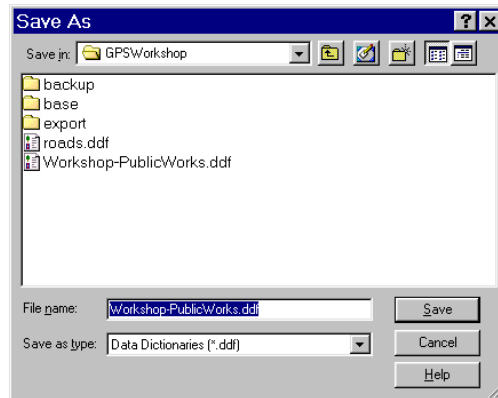 Save As
Save in: GPSWorkshop
backup
base
export
roads.ddf
Workshop-PublicWorks.ddf
File name: Workshop-PublicWorks.ddf Save
Save as type: Data Dictionaries (*.ddf) Cancel
Help